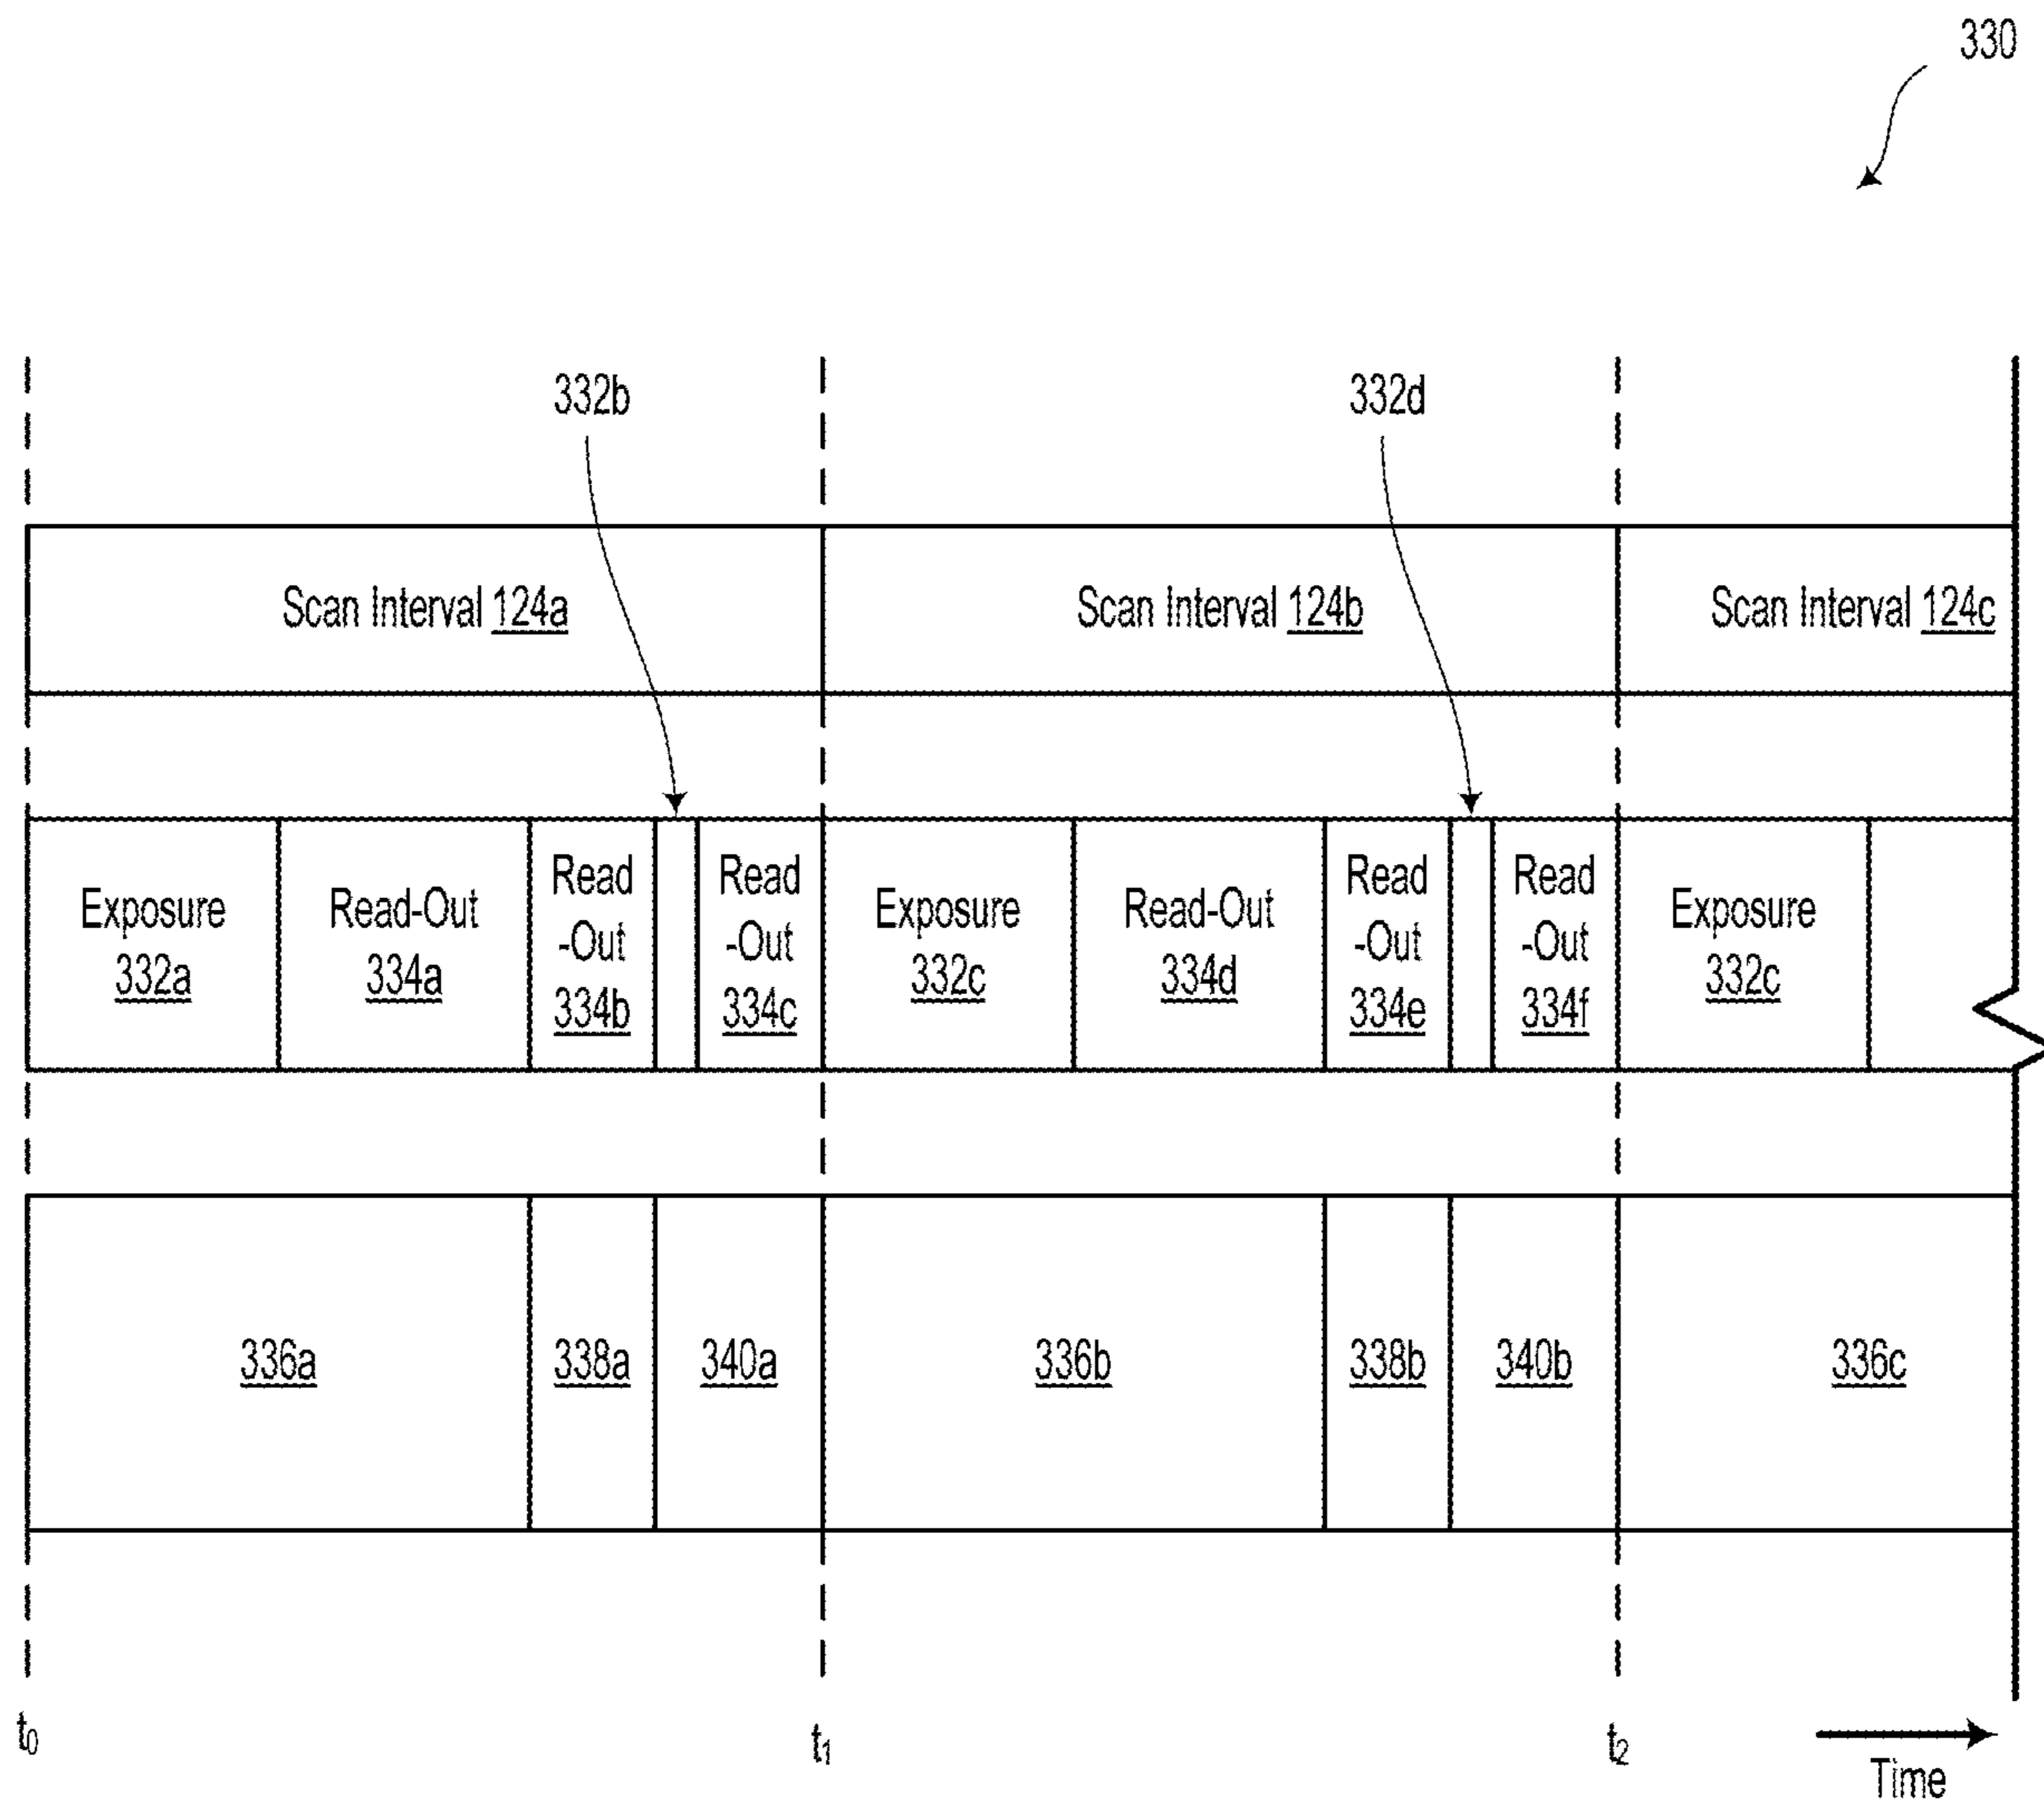 330
332b
332d
Scan Interval 124a
Scan Interval 124b
Scan Interval 124c
Exposure
332a
Read-Out
334a
Read
-Out
334b
Read
-Out
334c
Exposure
332c
Read-Out
334d
Read
-Out
334e
Read
-Out
334f
Exposure
332c
336a
338a
340a
336b
338b
340b
336c
t0
t1
t2
Time